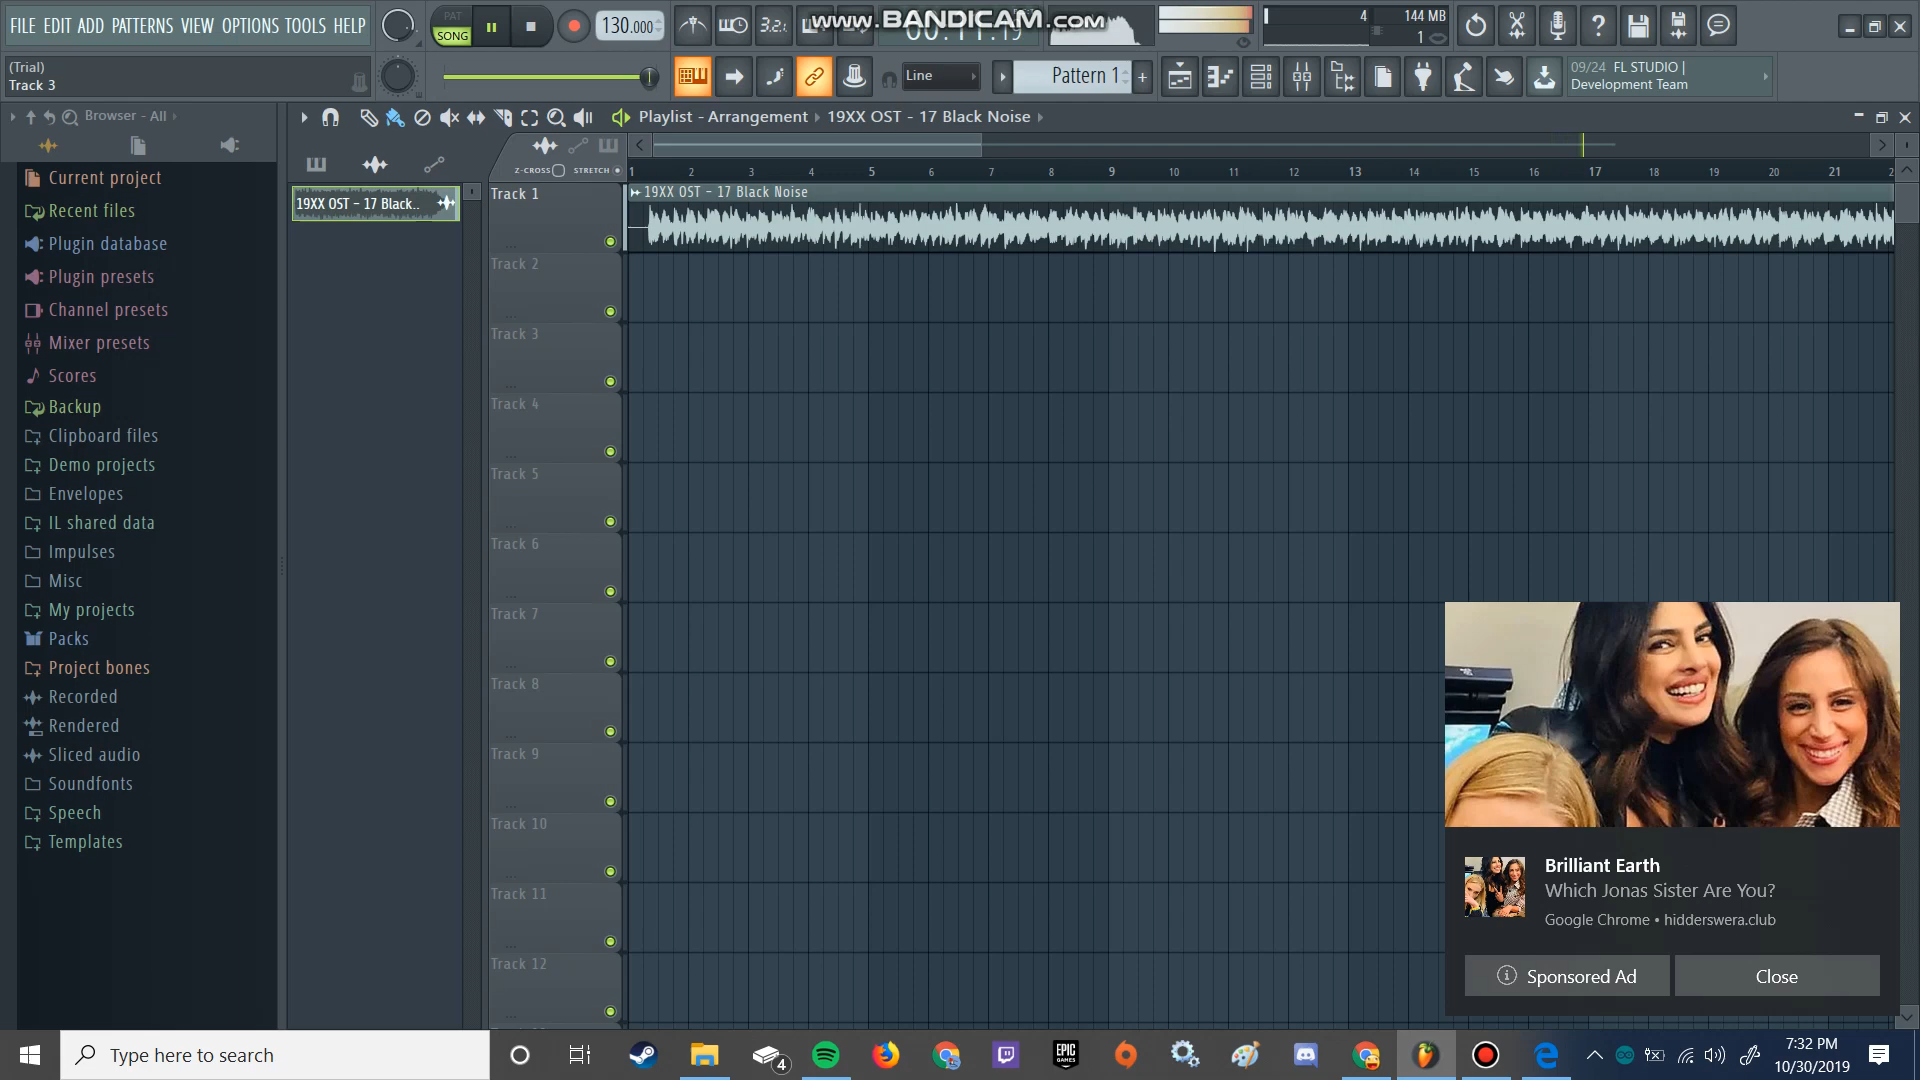 FILE EDIT ADD PATTERNS VIEW OPTIONS TOOLS HELP
PAT
SONG
130.000
3.2.
www.BANDICAM.com
00:11:19
4
144 MB
1
(Trial)
Track 3
Line
Pattern 1
09/24 FL STUDIO |
Development Team
Browser - All
Playlist - Arrangement
19XX OST - 17 Black Noise
Z-CROSS
STRETCH
1 2 3 4 5 6 7 8 9 10 11 12 13 14 15 16 17 18 19 20 21
Current project
Recent files
Plugin database
Plugin presets
Channel presets
Mixer presets
Scores
Backup
Clipboard files
Demo projects
Envelopes
IL shared data
Impulses
Misc
My projects
Packs
Project bones
Recorded
Rendered
Sliced audio
Soundfonts
Speech
Templates
19XX OST - 17 Black..
Track 1
19XX OST - 17 Black Noise
Track 2
Track 3
Track 4
Track 5
Track 6
Track 7
Track 8
Track 9
Track 10
Track 11
Track 12
Brilliant Earth
Which Jonas Sister Are You?
Google Chrome • hidderswera.club
Sponsored Ad
Close
Type here to search
4
EPIC
GAMES
7:32 PM
10/30/2019